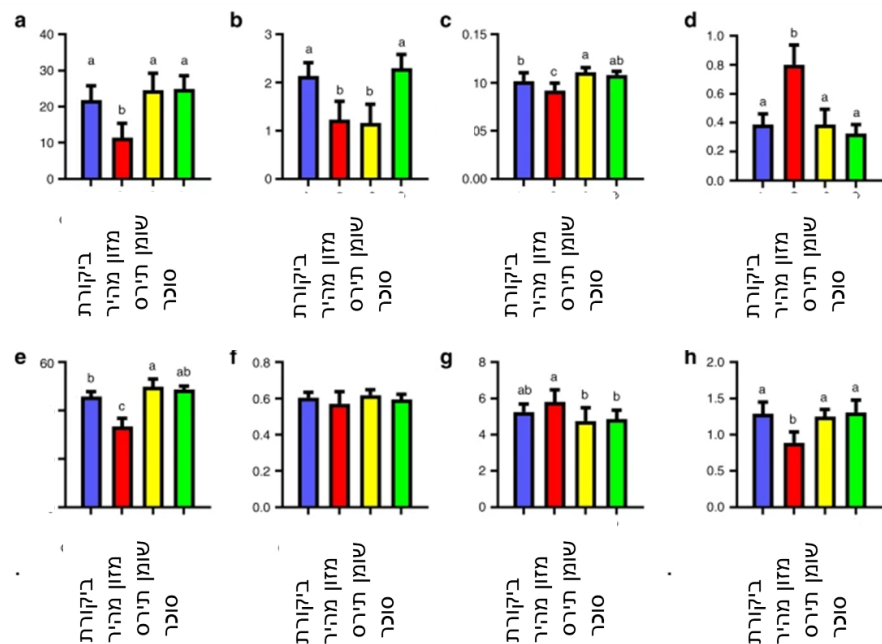 a
40
30
20
10
0
a
b
a
a
ביקורת
מזון מהיר
שומן תירס
סוכר
b
3
2
1
0
a
b
b
a
c
0.15
10
05
0.00
b
c
a
ab
d
1.0
0.8
0.6
0.4
0.2
0.0
a
b
a
a
e
60
b
c
a
ab
ביקורת
מזון מהיר
שומן תירס
סוכר
f
0.8
0.6
0.4
0.2
0.0
ביקורת
מזון מהיר
שומן תירס
סוכר
g
8
6
4
2
0
ab
a
b
b
ביקורת
מזון מהיר
שומן תירס
סוכר
h
2.0
1.5
1.0
0.5
0.0
a
b
a
a
ביקורת
מזון מהיר
שומן תירס
סוכר
ביקורת
מזון מהיר
שומן תירס
סוכר
ביקורת
מזון מהיר
שומן תירס
סוכר
ביקורת
מזון מהיר
שומן תירס
סוכר